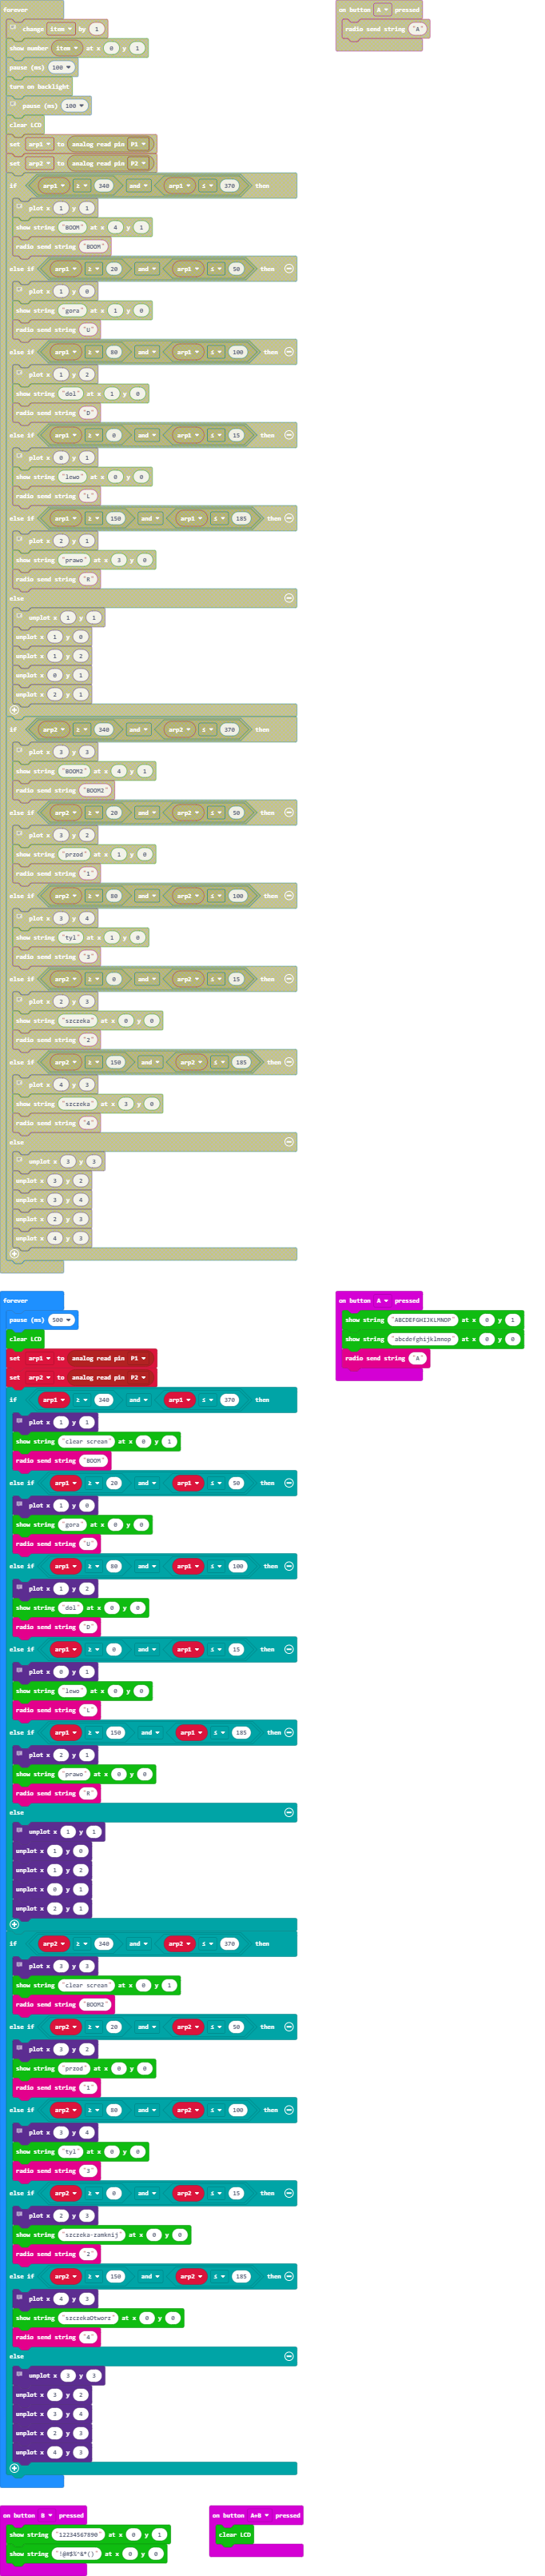 forever
change item by 1
show number item at x 0 y 1
pause (ms) 100
turn on backlight
pause (ms) 100
clear LCD
set arp1 to analog read pin P1
set arp2 to analog read pin P2
if arp1 ≥ 340 and arp1 ≤ 370 then
plot x 1 y 1
show string "BOOM" at x 4 y 1
radio send string "BOOM"
else if arp1 ≥ 20 and arp1 ≤ 50 then
plot x 1 y 0
show string "gora" at x 1 y 0
radio send string "U"
else if arp1 ≥ 80 and arp1 ≤ 100 then
plot x 1 y 2
show string "dol" at x 1 y 0
radio send string "D"
else if arp1 ≥ 0 and arp1 ≤ 15 then
plot x 0 y 1
show string "lewo" at x 0 y 0
radio send string "L"
else if arp1 ≥ 150 and arp1 ≤ 185 then
plot x 2 y 1
show string "prawo" at x 3 y 0
radio send string "R"
else
unplot x 1 y 1
unplot x 1 y 0
unplot x 1 y 2
unplot x 0 y 1
unplot x 2 y 1
if arp2 ≥ 340 and arp2 ≤ 370 then
plot x 3 y 3
show string "BOOM2" at x 4 y 1
radio send string "BOOM2"
else if arp2 ≥ 20 and arp2 ≤ 50 then
plot x 3 y 2
show string "przod" at x 1 y 0
radio send string "1"
else if arp2 ≥ 80 and arp2 ≤ 100 then
plot x 3 y 4
show string "tyl" at x 1 y 0
radio send string "3"
else if arp2 ≥ 0 and arp2 ≤ 15 then
plot x 2 y 3
show string "szczeka" at x 0 y 0
radio send string "2"
else if arp2 ≥ 150 and arp2 ≤ 185 then
plot x 4 y 3
show string "szczeka" at x 3 y 0
radio send string "4"
else
unplot x 3 y 3
unplot x 3 y 2
unplot x 3 y 4
unplot x 2 y 3
unplot x 4 y 3
on button A pressed
radio send string "A"
forever
pause (ms) 500
clear LCD
set arp1 to analog read pin P1
set arp2 to analog read pin P2
if arp1 ≥ 340 and arp1 ≤ 370 then
plot x 1 y 1
show string "clear scream" at x 0 y 1
radio send string "BOOM"
else if arp1 ≥ 20 and arp1 ≤ 50 then
plot x 1 y 0
show string "gora" at x 0 y 0
radio send string "U"
else if arp1 ≥ 80 and arp1 ≤ 100 then
plot x 1 y 2
show string "dol" at x 0 y 0
radio send string "D"
else if arp1 ≥ 0 and arp1 ≤ 15 then
plot x 0 y 1
show string "lewo" at x 0 y 0
radio send string "L"
else if arp1 ≥ 150 and arp1 ≤ 185 then
plot x 2 y 1
show string "prawo" at x 0 y 0
radio send string "R"
else
unplot x 1 y 1
unplot x 1 y 0
unplot x 1 y 2
unplot x 0 y 1
unplot x 2 y 1
if arp2 ≥ 340 and arp2 ≤ 370 then
plot x 3 y 3
show string "clear scream" at x 0 y 1
radio send string "BOOM2"
else if arp2 ≥ 20 and arp2 ≤ 50 then
plot x 3 y 2
show string "przod" at x 0 y 0
radio send string "1"
else if arp2 ≥ 80 and arp2 ≤ 100 then
plot x 3 y 4
show string "tyl" at x 0 y 0
radio send string "3"
else if arp2 ≥ 0 and arp2 ≤ 15 then
plot x 2 y 3
show string "szczeka-zamknij" at x 0 y 0
radio send string "2"
else if arp2 ≥ 150 and arp2 ≤ 185 then
plot x 4 y 3
show string "szczekaOtworz" at x 0 y 0
radio send string "4"
else
unplot x 3 y 3
unplot x 3 y 2
unplot x 3 y 4
unplot x 2 y 3
unplot x 4 y 3
on button A pressed
show string "ABCDEFGHIJKLMNOP" at x 0 y 1
show string "abcdefghijklmnop" at x 0 y 0
radio send string "A"
on button B pressed
show string "12234567890" at x 0 y 1
show string "!@#$%^&*()" at x 0 y 0
on button A+B pressed
clear LCD